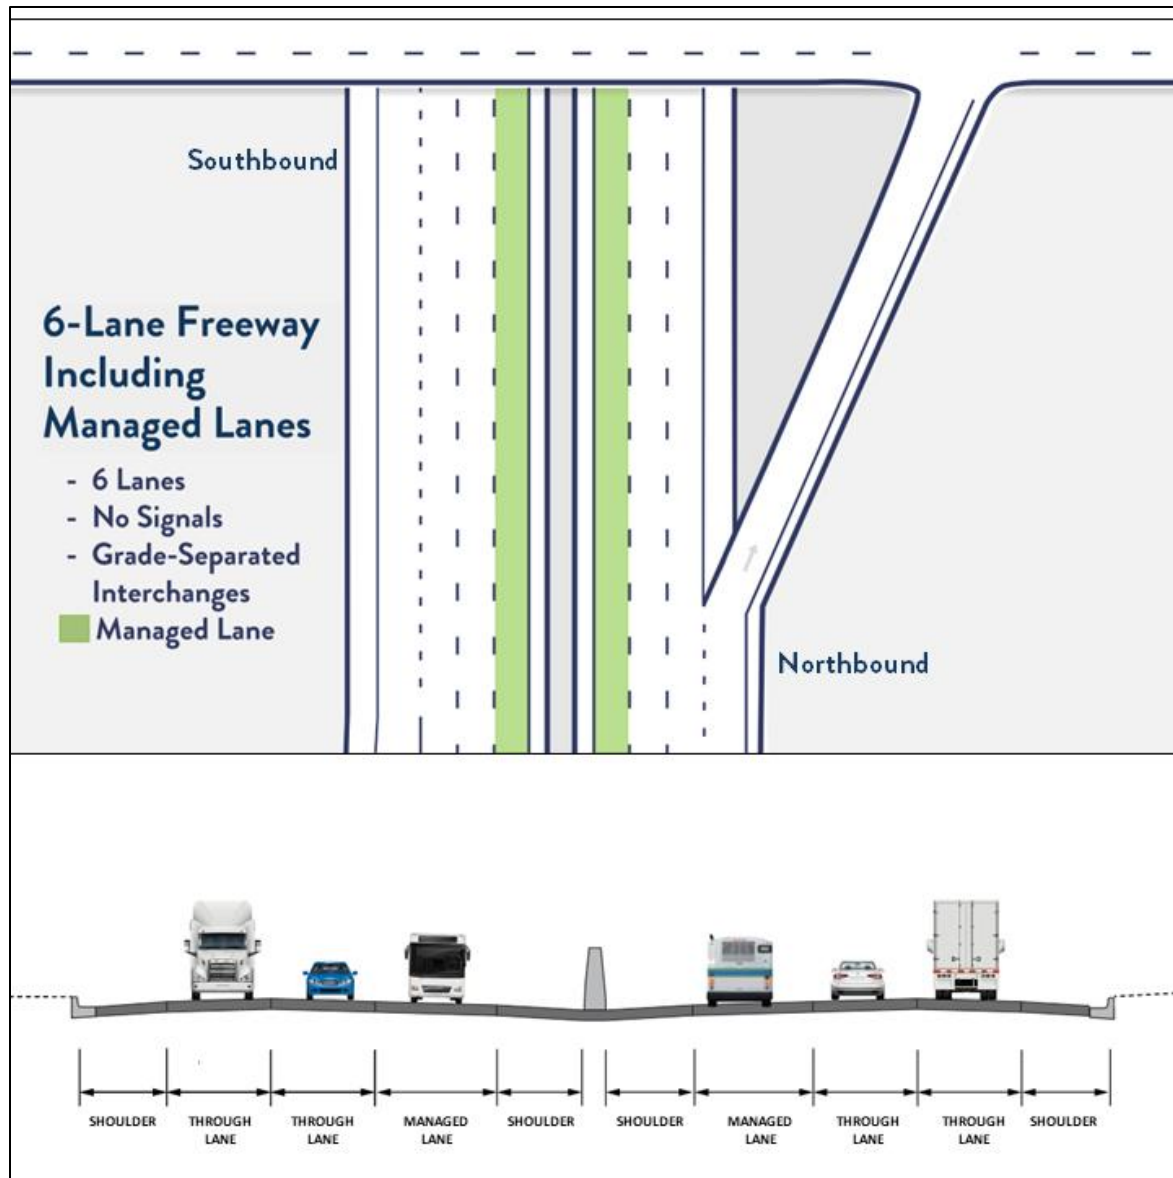 Southbound
6-Lane Freeway
Including
Managed Lanes
- 6 Lanes
- No Signals
- Grade-Separated
Interchanges
Managed Lane
Northbound
SHOULDER
THROUGH
LANE
THROUGH
LANE
MANAGED
LANE
SHOULDER
SHOULDER
MANAGED
LANE
THROUGH
LANE
THROUGH
LANE
SHOULDER